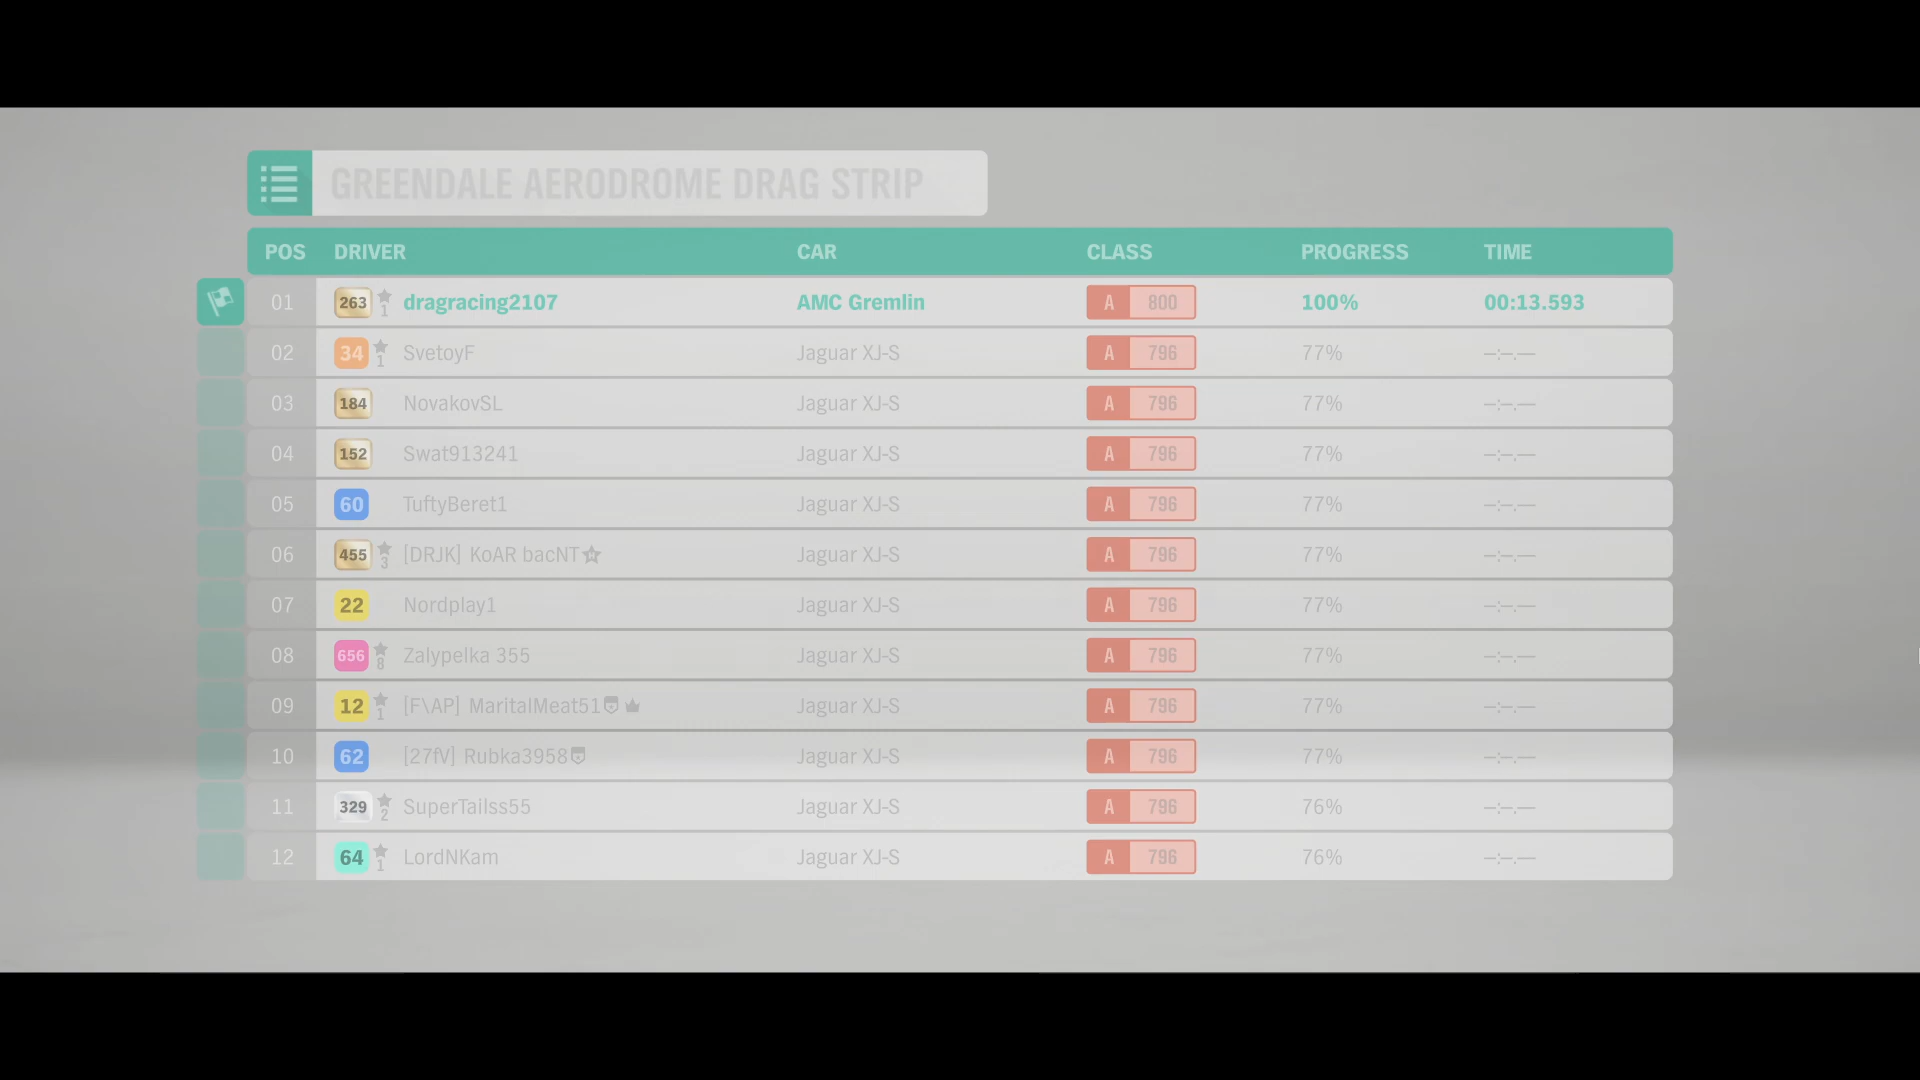 GREENDALE AERODROME DRAG STRIP
POS DRIVER CAR CLASS PROGRESS TIME
01 263 1 dragracing2107 AMC Gremlin A 800 100% 00:13.593
02 34 1 SvetoyF Jaguar XJ-S A 796 77% --:--.---
03 184 NovakovSL Jaguar XJ-S A 796 77% --:--.---
04 152 Swat913241 Jaguar XJ-S A 796 77% --:--.---
05 60 TuftyBeret1 Jaguar XJ-S A 796 77% --:--.---
06 455 3 [DRJK] KoAR bacNT Jaguar XJ-S A 796 77% --:--.---
07 22 Nordplay1 Jaguar XJ-S A 796 77% --:--.---
08 656 8 Zalypelka 355 Jaguar XJ-S A 796 77% --:--.---
09 12 1 [F\AP] MaritalMeat51 Jaguar XJ-S A 796 77% --:--.---
10 62 [27fV] Rubka3958 Jaguar XJ-S A 796 77% --:--.---
11 329 2 SuperTailss55 Jaguar XJ-S A 796 76% --:--.---
12 64 1 LordNKam Jaguar XJ-S A 796 76% --:--.---